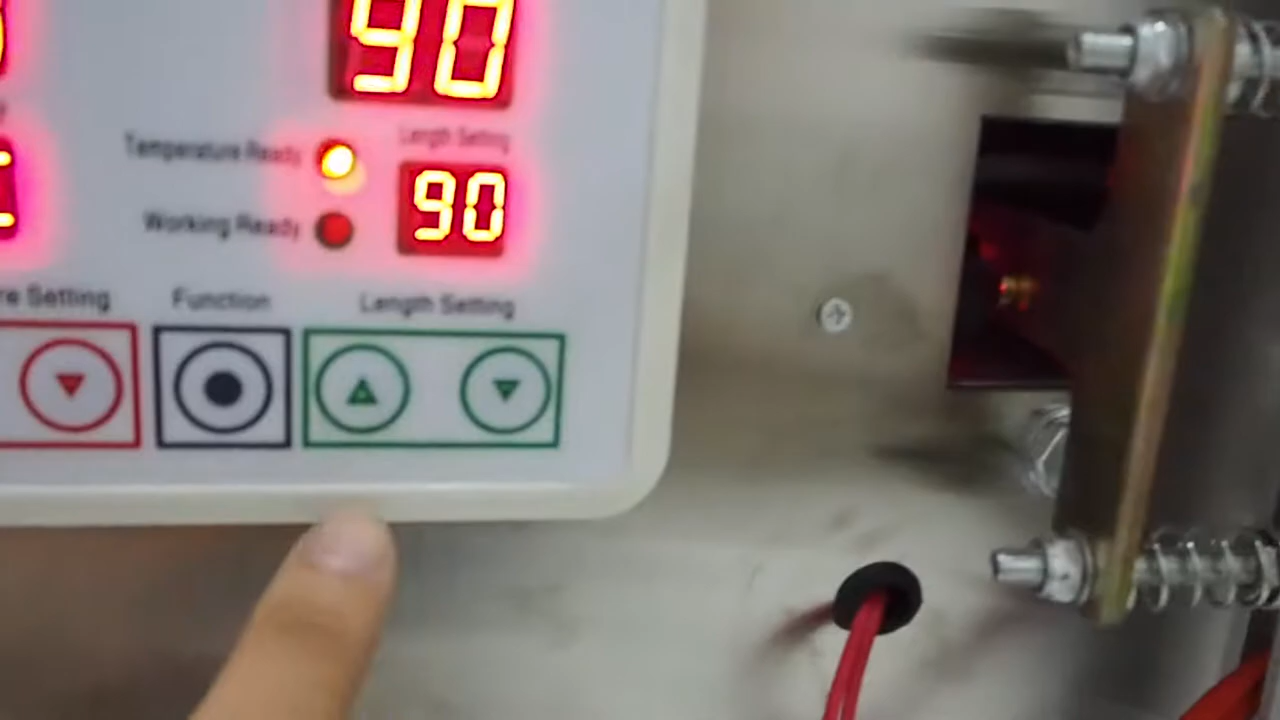 90
Length Setting
Temperature Ready
90
Working Ready
re Setting
Function
Length Setting